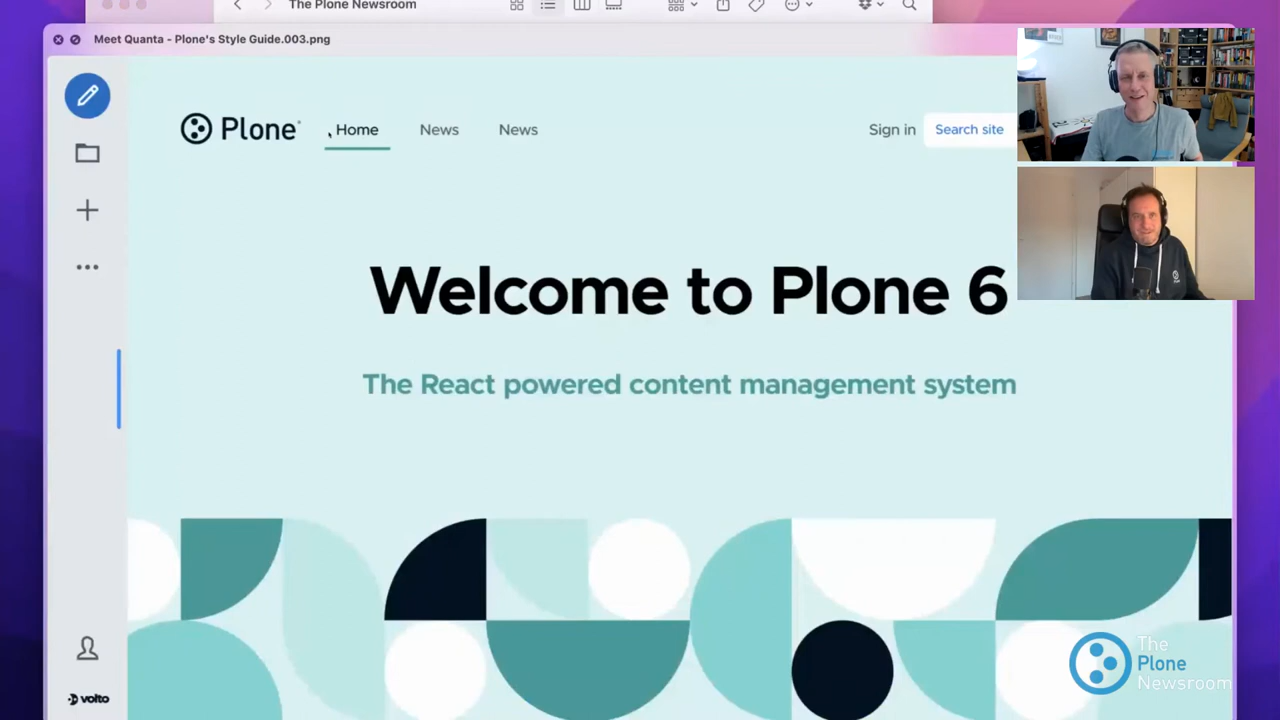 The Plone Newsroom
Meet Quanta - Plone's Style Guide.003.png
Plone
Home
News
News
Sign in
Search site
Welcome to Plone 6
The React powered content management system
volto
The
Plone
Newsroom